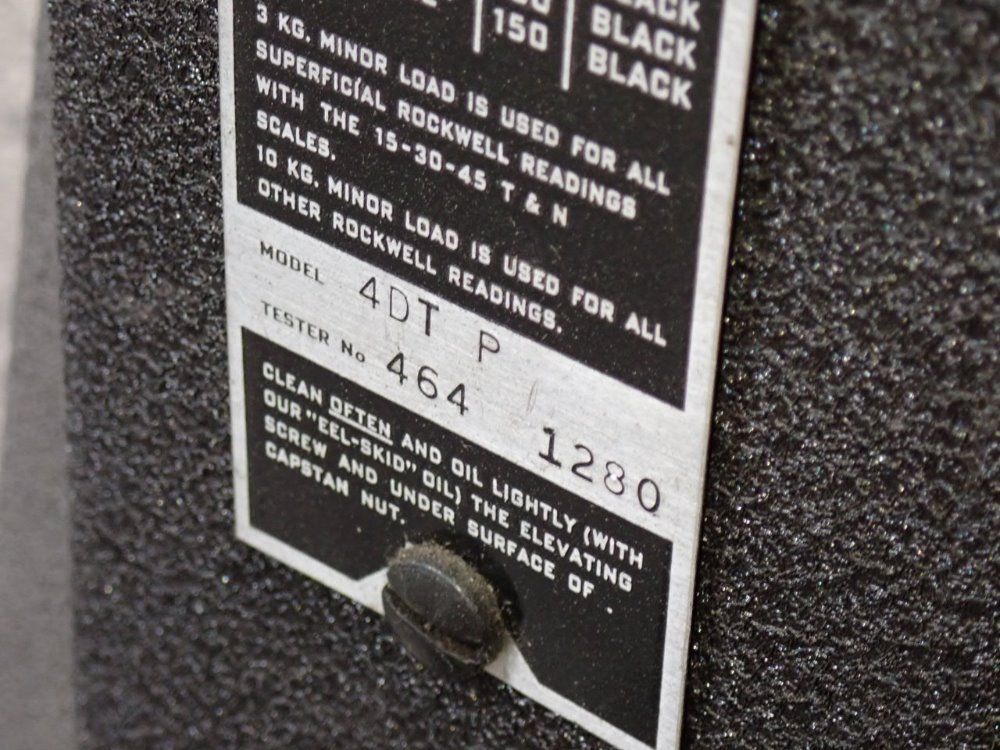 150 BLACK
BLACK
3 KG. MINOR LOAD IS USED FOR ALL
SUPERFICIAL ROCKWELL READINGS
WITH THE 15-30-45 T & N
SCALES.
10 KG. MINOR LOAD IS USED FOR ALL
OTHER ROCKWELL READINGS.
MODEL 4DT P
TESTER No 464 1280
CLEAN OFTEN AND OIL LIGHTLY (WITH
OUR "EEL-SKID" OIL) THE ELEVATING
SCREW AND UNDER SURFACE OF
CAPSTAN NUT.